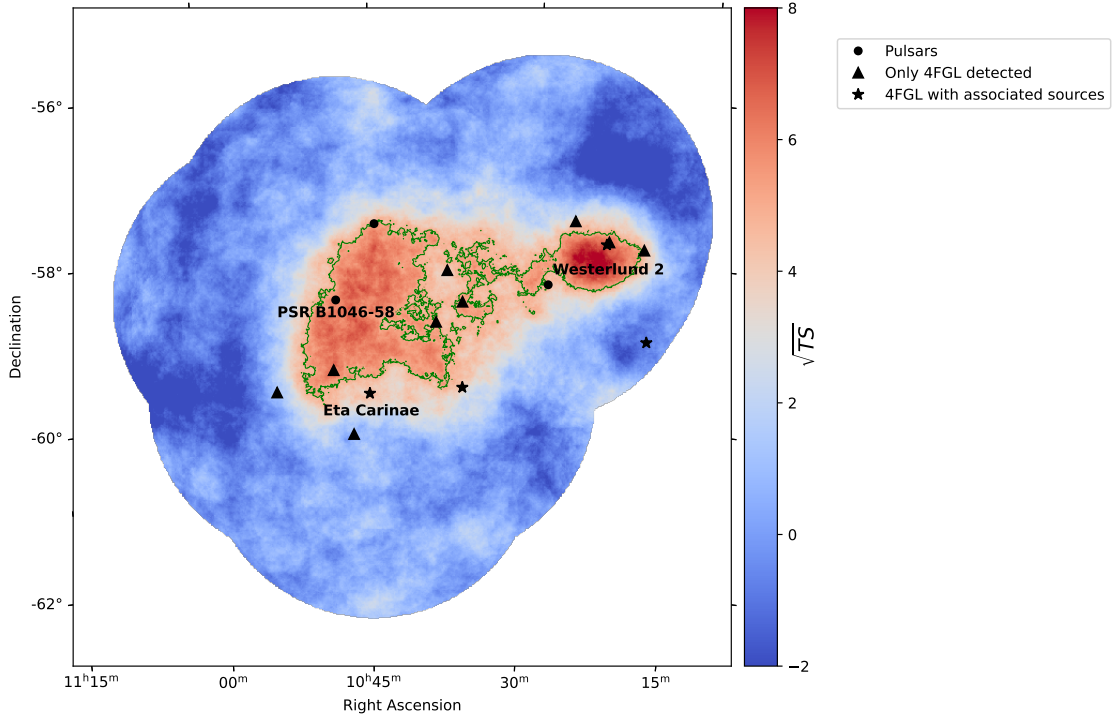 8
Pulsars
Only 4FGL detected
4FGL with associated sources
-56°
6
-58°
Westerlund 2
4
PSR B1046-58
Declination
√TS
Eta Carinae
2
-60°
0
-62°
−2
11ʰ15ᵐ 00ᵐ 10ʰ45ᵐ 30ᵐ 15ᵐ
Right Ascension